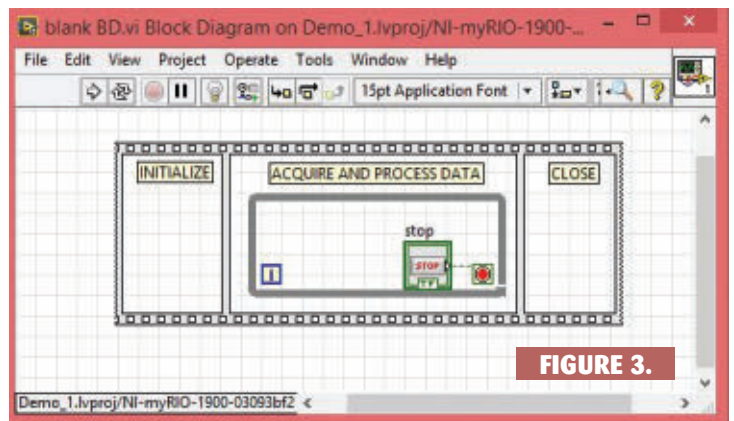 blank BD.vi Block Diagram on Demo_1.lvproj/NI-myRIO-1900-...
File Edit View Project Operate Tools Window Help
15pt Application Font
INITIALIZE
ACQUIRE AND PROCESS DATA
CLOSE
stop
STOP
TF
i
FIGURE 3.
Demo_1.lvproj/NI-myRIO-1900-03093bf2